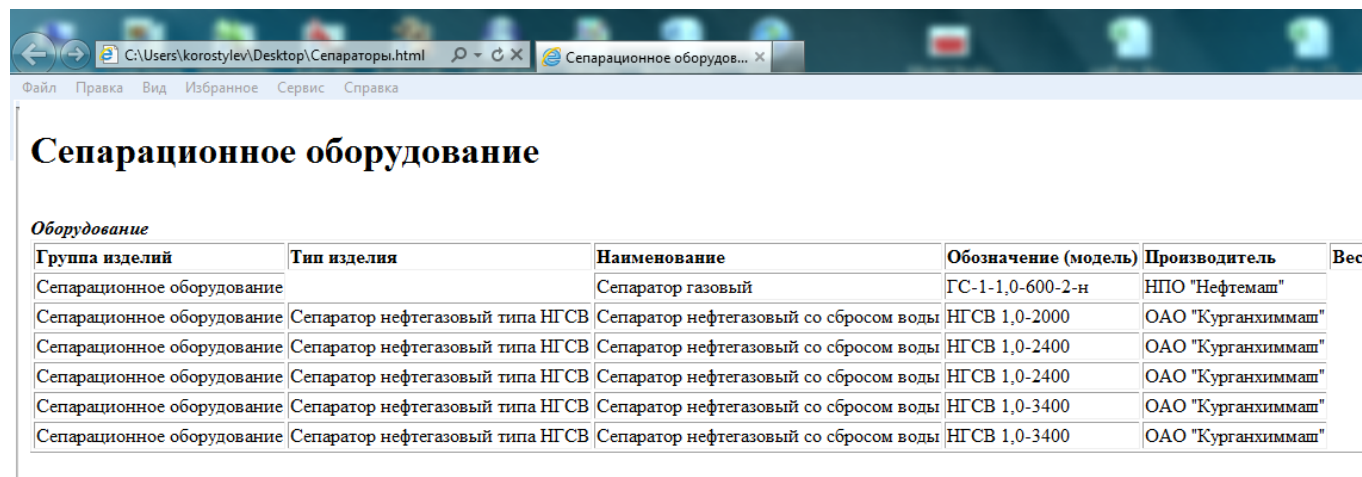 C:\Users\korostylev\Desktop\Сепараторы.html Сепарационное оборудов...
Файл Правка Вид Избранное Сервис Справка
Сепарационное оборудование
Оборудование
Группа изделий Тип изделия Наименование Обозначение (модель) Производитель Вес
Сепарационное оборудование Сепаратор газовый ГС-1-1,0-600-2-н НПО "Нефтемаш"
Сепарационное оборудование Сепаратор нефтегазовый типа НГСВ Сепаратор нефтегазовый со сбросом воды НГСВ 1,0-2000 ОАО "Курганхиммаш"
Сепарационное оборудование Сепаратор нефтегазовый типа НГСВ Сепаратор нефтегазовый со сбросом воды НГСВ 1,0-2400 ОАО "Курганхиммаш"
Сепарационное оборудование Сепаратор нефтегазовый типа НГСВ Сепаратор нефтегазовый со сбросом воды НГСВ 1,0-2400 ОАО "Курганхиммаш"
Сепарационное оборудование Сепаратор нефтегазовый типа НГСВ Сепаратор нефтегазовый со сбросом воды НГСВ 1,0-3400 ОАО "Курганхиммаш"
Сепарационное оборудование Сепаратор нефтегазовый типа НГСВ Сепаратор нефтегазовый со сбросом воды НГСВ 1,0-3400 ОАО "Курганхиммаш"